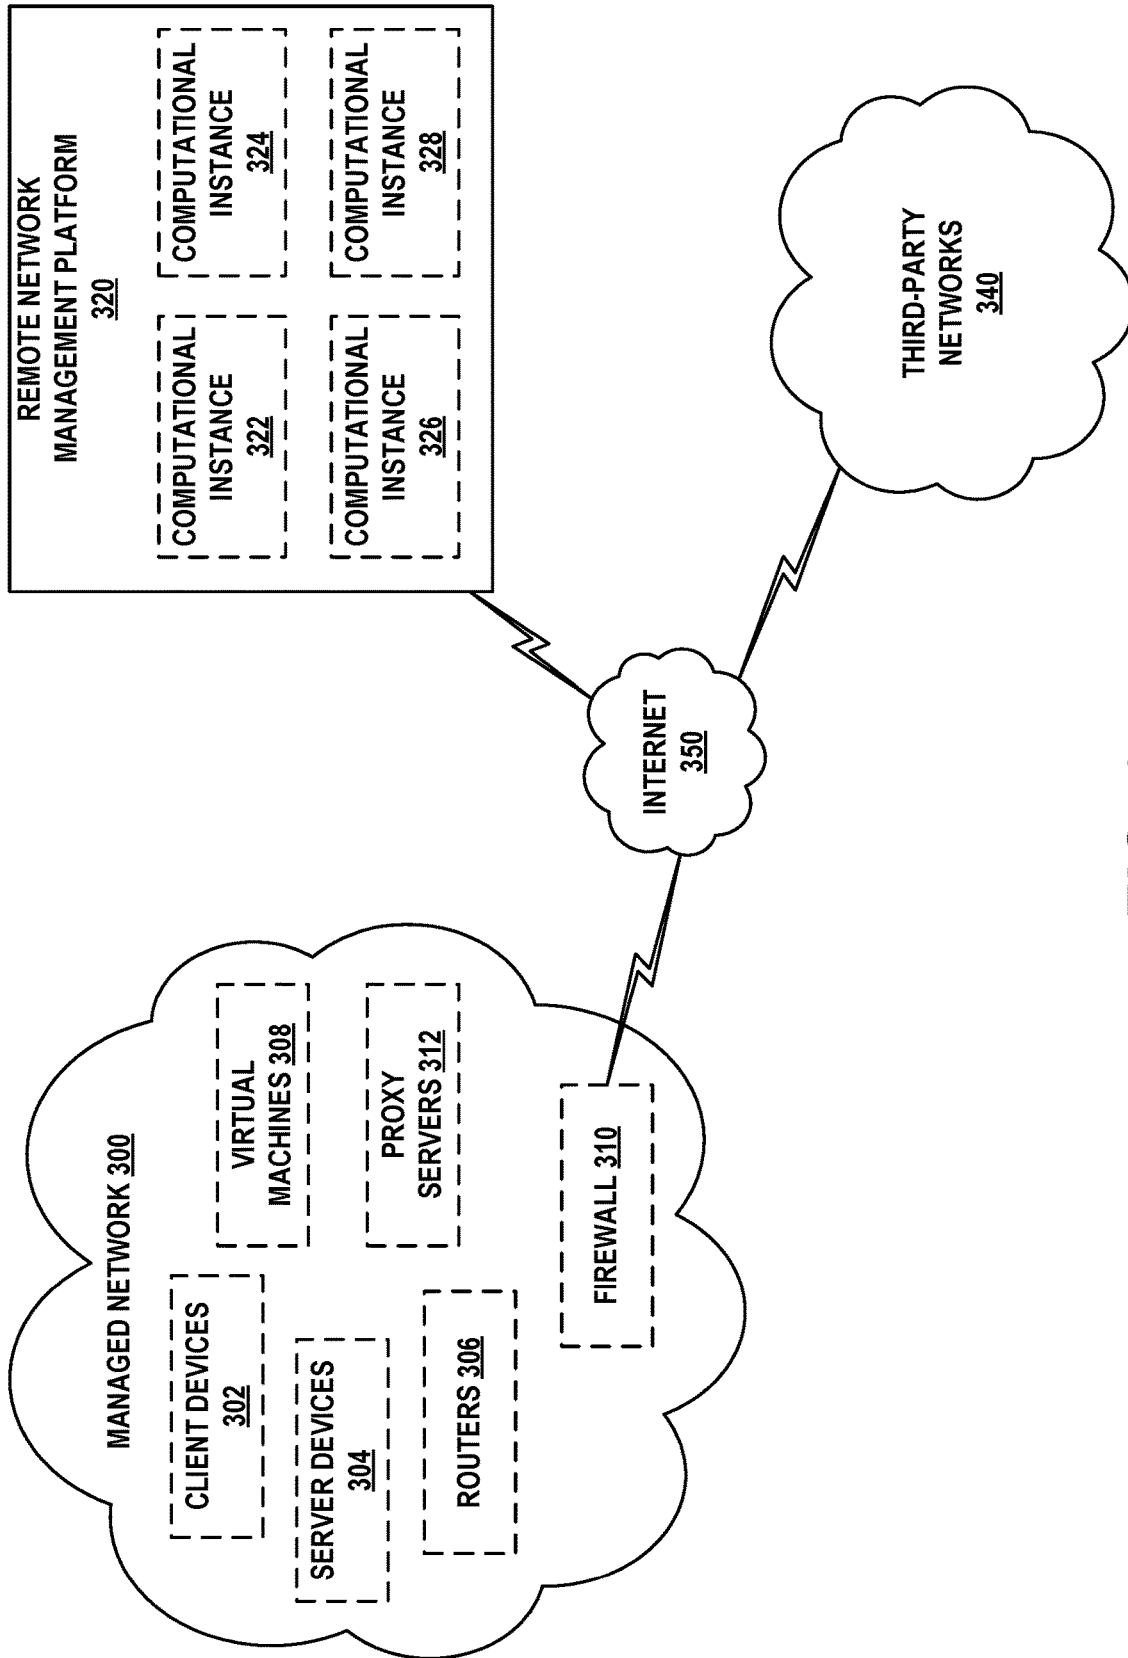 MANAGED NETWORK 300
CLIENT DEVICES
302
SERVER DEVICES
304
ROUTERS 306
VIRTUAL
MACHINES 308
PROXY
SERVERS 312
FIREWALL 310
INTERNET
350
REMOTE NETWORK
MANAGEMENT PLATFORM
320
COMPUTATIONAL
INSTANCE
322
COMPUTATIONAL
INSTANCE
324
COMPUTATIONAL
INSTANCE
326
COMPUTATIONAL
INSTANCE
328
THIRD-PARTY
NETWORKS
340